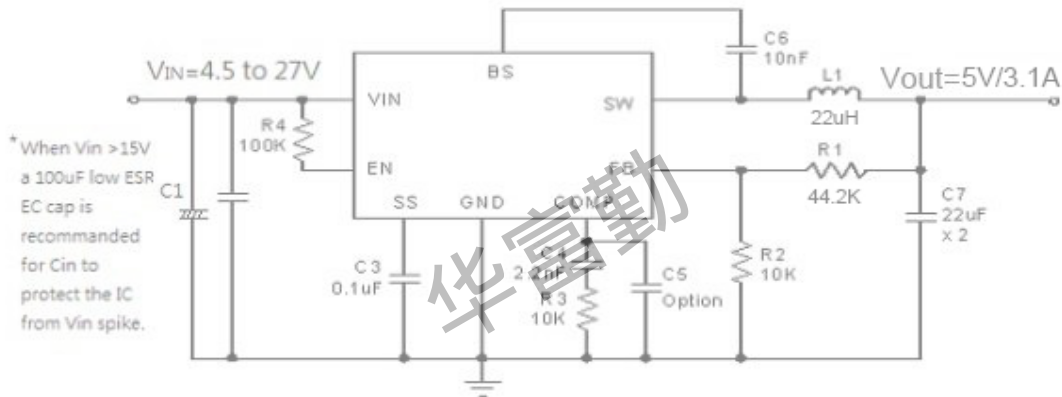 BS
C6
10nF
VIN=4.5 to 27V
VIN
SW
L1
22uH
Vout=5V/3.1A
R4
100K
EN
FB
R1
44.2K
* When Vin >15V
a 100uF low ESR
EC cap is
recommanded
for Cin to
protect the IC
from Vin spike.
C1
SS
GND
COMP
C7
22uF
x 2
C3
0.1uF
C4
2.2nF
R3
10K
C5
Option
R2
10K
华富勤